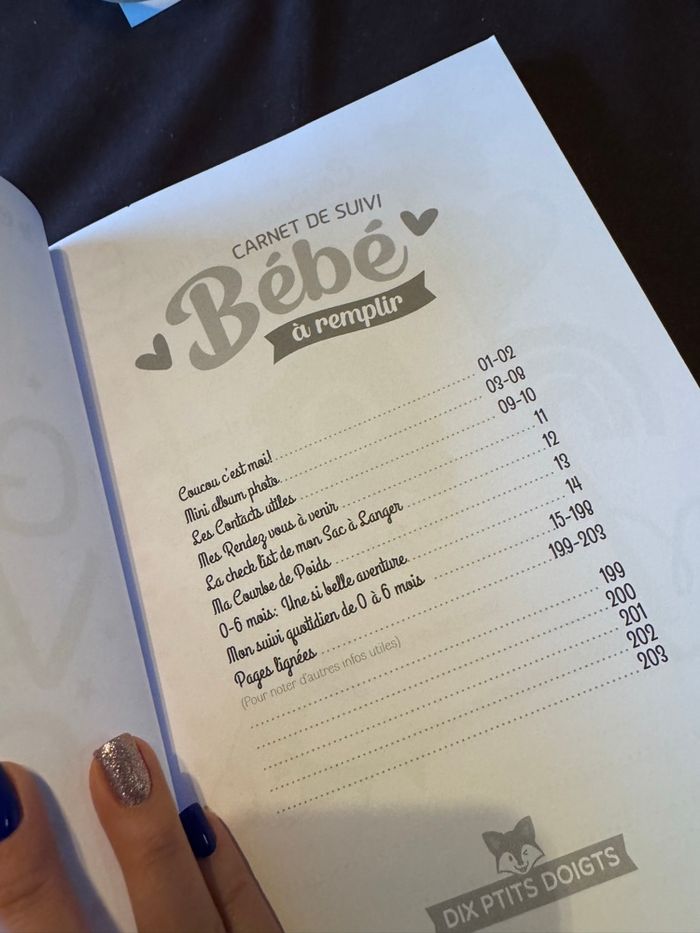 CARNET DE SUIVI
Bébé
à remplir
Coucou c'est moi! 01-02
Mini album photo 03-08
Les Contacts utiles 09-10
Mes Rendez vous à venir 11
La check list de mon Sac à Langer 12
Ma Courbe de Poids 13
0-6 mois: Une si belle aventure 14
Mon suivi quotidien de 0 à 6 mois 15-198
Pages lignées 199-203
(Pour noter d'autres infos utiles)
199
200
201
202
203
DIX PTITS DOIGTS